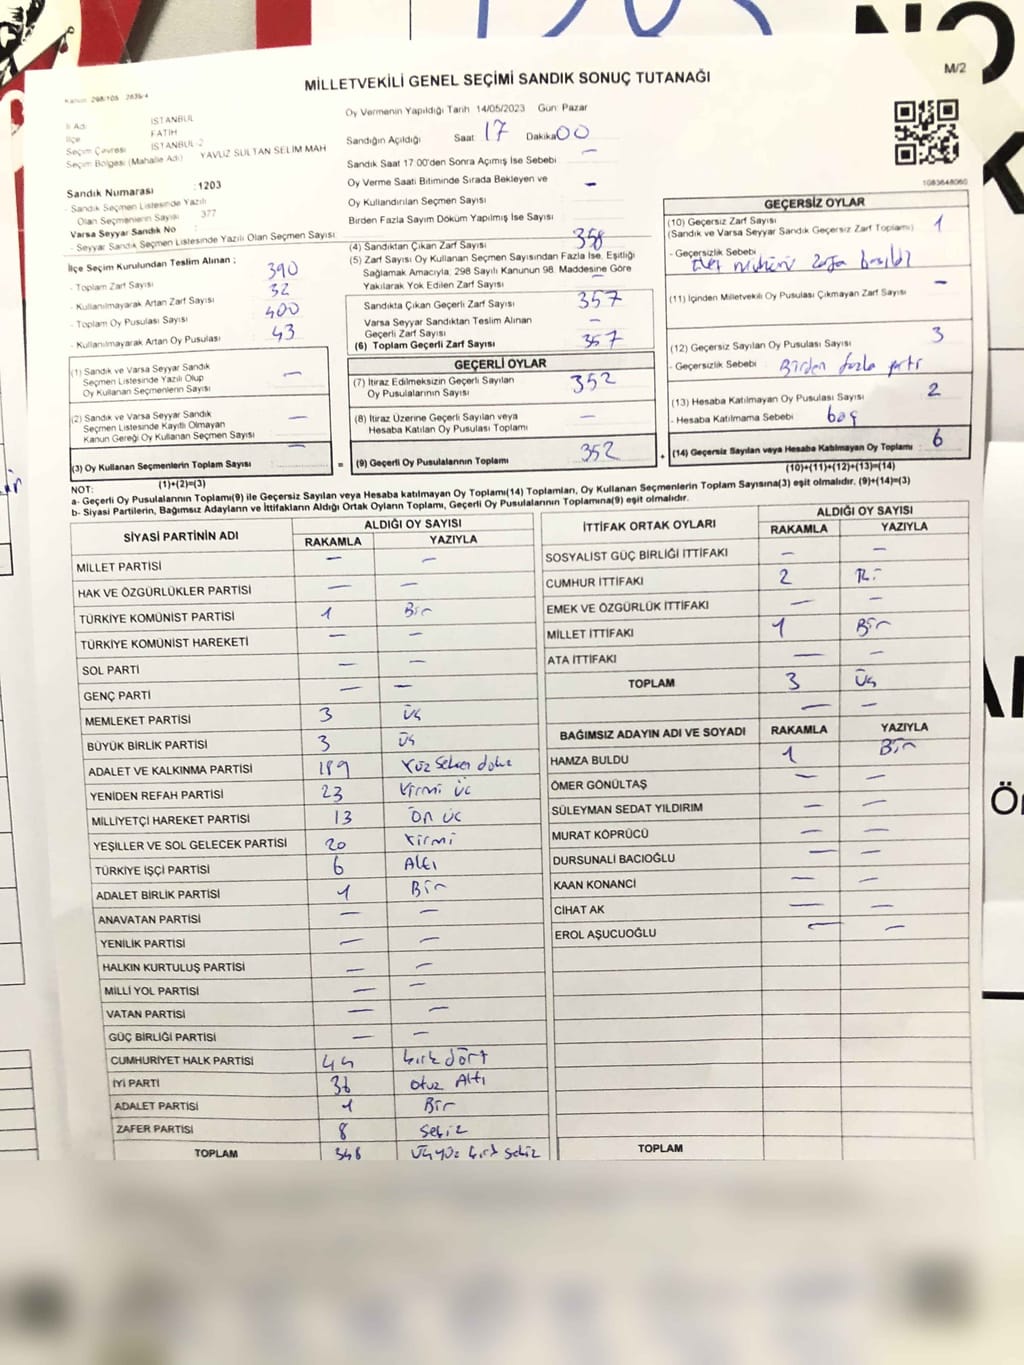 NO
MİLLETVEKİLİ GENEL SEÇİMİ SANDIK SONUÇ TUTANAĞI
M/2
İl Adı İSTANBUL
İlçe FATİH
Seçim Çevresi İSTANBUL-2
Seçim Bölgesi (Mahalle Adı) YAVUZ SULTAN SELİM MAH
Oy Vermenin Yapıldığı Tarih 14/05/2023 Gün: Pazar
Sandığın Açıldığı Saat 17 Dakika 00
Sandık Saat 17 00'den Sonra Açımış İse Sebebi —
Oy Verme Saati Bitiminde Sırada Bekleyen ve
Oy Kullandırılan Seçmen Sayısı –
Birden Fazla Sayım Döküm Yapılmış İse Sayısı
1083648060
Sandık Numarası : 1203
- Sandık Seçmen Listesinde Yazılı
Olan Seçmenlerin Sayısı 377
Varsa Seyyar Sandık No :
- Seyyar Sandık Seçmen Listesinde Yazılı Olan Seçmen Sayısı:
İlçe Seçim Kurulundan Teslim Alınan ;
- Toplam Zarf Sayısı 390
- Kullanılmayarak Artan Zarf Sayısı 32
- Toplam Oy Pusulası Sayısı 400
- Kullanılmayarak Artan Oy Pusulası 43
(1) Sandık ve Varsa Seyyar Sandık
Seçmen Listesinde Yazılı Olup
Oy Kullanan Seçmenlerin Sayısı —
(2) Sandık ve Varsa Seyyar Sandık
Seçmen Listesinde Kayıtlı Olmayan
Kanun Gereği Oy Kullanan Seçmen Sayısı —
(3) Oy Kullanan Seçmenlerin Toplam Sayısı —
(1)+(2)=(3)
(4) Sandıktan Çıkan Zarf Sayısı 358
(5) Zarf Sayısı Oy Kullanan Seçmen Sayısından Fazla İse, Eşitliği
Sağlamak Amacıyla, 298 Sayılı Kanunun 98. Maddesine Göre
Yakılarak Yok Edilen Zarf Sayısı —
Sandıkta Çıkan Geçerli Zarf Sayısı 357
Varsa Seyyar Sandıktan Teslim Alınan
Geçerli Zarf Sayısı —
(6) Toplam Geçerli Zarf Sayısı 357
GEÇERLİ OYLAR
(7) İtiraz Edilmeksizin Geçerli Sayılan
Oy Pusulalarının Sayısı 352
(8) İtiraz Üzerine Geçerli Sayılan veya
Hesaba Katılan Oy Pusulası Toplamı —
= (9) Geçerli Oy Pusulalarının Toplamı 352
GEÇERSİZ OYLAR
(10) Geçersiz Zarf Sayısı 1
(Sandık ve Varsa Seyyar Sandık Geçersiz Zarf Toplamı)
- Geçersizlik Sebebi Evet mührü zarfa basıldı
(11) İçinden Milletvekili Oy Pusulası Çıkmayan Zarf Sayısı –
(12) Geçersiz Sayılan Oy Pusulası Sayısı 3
- Geçersizlik Sebebi Birden fazla parti
(13) Hesaba Katılmayan Oy Pusulası Sayısı 2
- Hesaba Katılmama Sebebi boş
+ (14) Geçersiz Sayılan veya Hesaba Katılmayan Oy Toplamı 6
(10)+(11)+(12)+(13)=(14)
NOT:
a- Geçerli Oy Pusulalarının Toplamı(9) ile Geçersiz Sayılan veya Hesaba katılmayan Oy Toplamı(14) Toplamları, Oy Kullanan Seçmenlerin Toplam Sayısına(3) eşit olmalıdır. (9)+(14)=(3)
b- Siyasi Partilerin, Bağımsız Adayların ve İttifakların Aldığı Ortak Oyların Toplamı, Geçerli Oy Pusulalarının Toplamına(9) eşit olmalıdır.
SİYASİ PARTİNİN ADI ALDIĞI OY SAYISI
RAKAMLA YAZIYLA
MİLLET PARTİSİ — —
HAK VE ÖZGÜRLÜKLER PARTİSİ — —
TÜRKİYE KOMÜNİST PARTİSİ 1 Bir
TÜRKİYE KOMÜNİST HAREKETİ — —
SOL PARTİ — —
GENÇ PARTİ — —
MEMLEKET PARTİSİ 3 Üç
BÜYÜK BİRLİK PARTİSİ 3 Üç
ADALET VE KALKINMA PARTİSİ 189 Yüz Seksen dokuz
YENİDEN REFAH PARTİSİ 23 Yirmi üç
MİLLİYETÇİ HAREKET PARTİSİ 13 On üç
YEŞİLLER VE SOL GELECEK PARTİSİ 20 Yirmi
TÜRKİYE İŞÇİ PARTİSİ 6 Altı
ADALET BİRLİK PARTİSİ 1 Bir
ANAVATAN PARTİSİ — —
YENİLİK PARTİSİ — —
HALKIN KURTULUŞ PARTİSİ — —
MİLLİ YOL PARTİSİ — —
VATAN PARTİSİ — —
GÜÇ BİRLİĞİ PARTİSİ — —
CUMHURİYET HALK PARTİSİ 44 kırk dört
İYİ PARTİ 36 Otuz Altı
ADALET PARTİSİ 1 Bir
ZAFER PARTİSİ 8 Sekiz
TOPLAM 348 Üçyüz kırk sekiz
İTTİFAK ORTAK OYLARI ALDIĞI OY SAYISI
RAKAMLA YAZIYLA
SOSYALİST GÜÇ BİRLİĞİ İTTİFAKI — —
CUMHUR İTTİFAKI 2
EMEK VE ÖZGÜRLÜK İTTİFAKI — —
MİLLET İTTİFAKI 1 Bir
ATA İTTİFAKI — —
TOPLAM 3 Üç
— —
BAĞIMSIZ ADAYIN ADI VE SOYADI RAKAMLA YAZIYLA
HAMZA BULDU 1 Bir
ÖMER GÖNÜLTAŞ — —
SÜLEYMAN SEDAT YILDIRIM — —
MURAT KÖPRÜCÜ — —
DURSUNALİ BACIOĞLU — —
KAAN KONANCİ — —
CİHAT AK — —
EROL AŞUCUOĞLU — —
TOPLAM